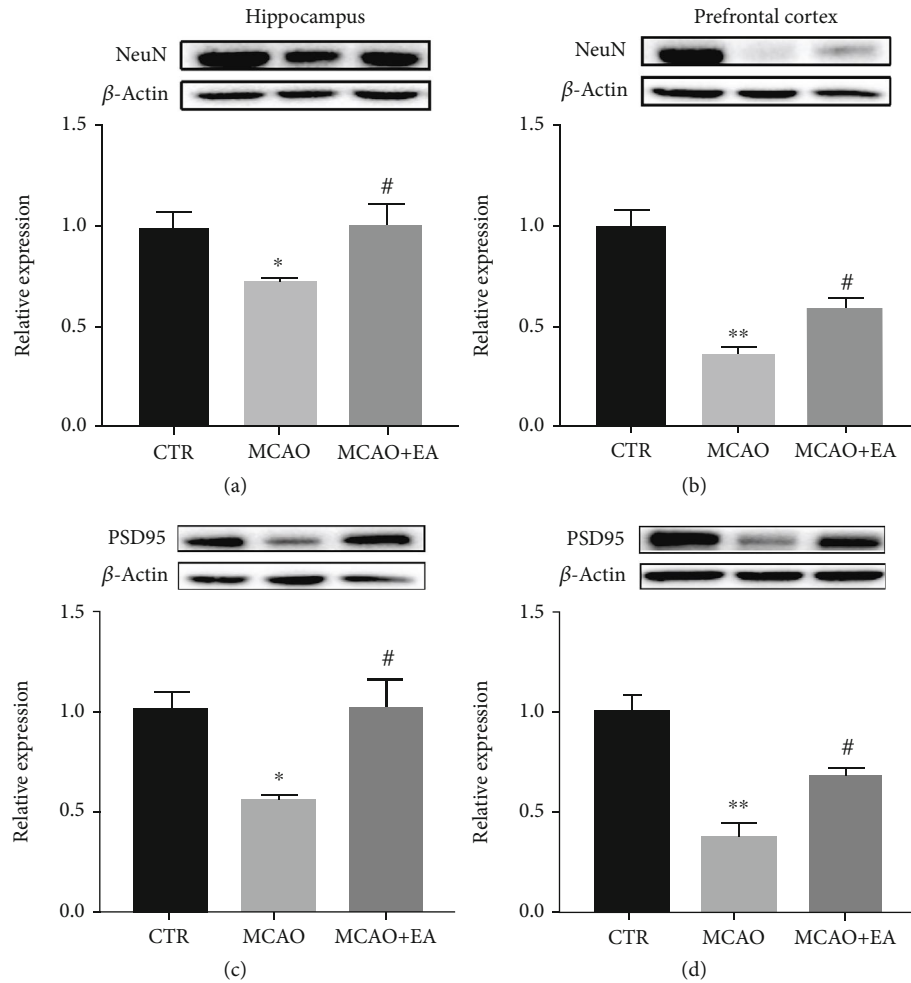 Hippocampus
NeuN
β-Actin
1.5
1.0
0.5
0.0
Relative expression
*
#
CTR
MCAO
MCAO+EA
(a)
Prefrontal cortex
NeuN
β-Actin
1.5
1.0
0.5
0.0
Relative expression
**
#
CTR
MCAO
MCAO+EA
(b)
PSD95
β-Actin
1.5
1.0
0.5
0.0
Relative expression
*
#
CTR
MCAO
MCAO+EA
(c)
PSD95
β-Actin
1.5
1.0
0.5
0.0
Relative expression
**
#
CTR
MCAO
MCAO+EA
(d)